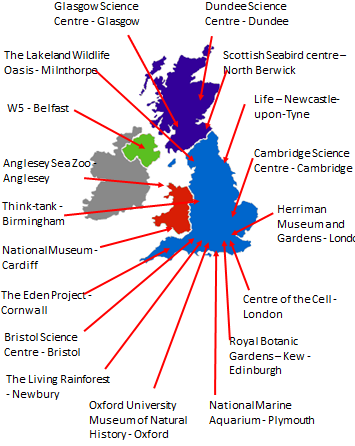 Glasgow Science
Centre - Glasgow
Dundee Science
Centre - Dundee
The Lakeland Wildlife
Oasis - Milnthorpe
Scottish Seabird centre –
North Berwick
W5 - Belfast
Life – Newcastle-
upon-Tyne
Anglesey Sea Zoo -
Anglesey
Cambridge Science
Centre - Cambridge
Think-tank -
Birmingham
Herriman
Museum and
Gardens - Lond
National Museum -
Cardiff
The Eden Project -
Cornwall
Centre of the Cell -
London
Bristol Science
Centre - Bristol
Royal Botanic
Gardens – Kew -
Edinburgh
The Living Rainforest
- Newbury
Oxford University
Museum of Natural
History - Oxford
National Marine
Aquarium - Plymouth